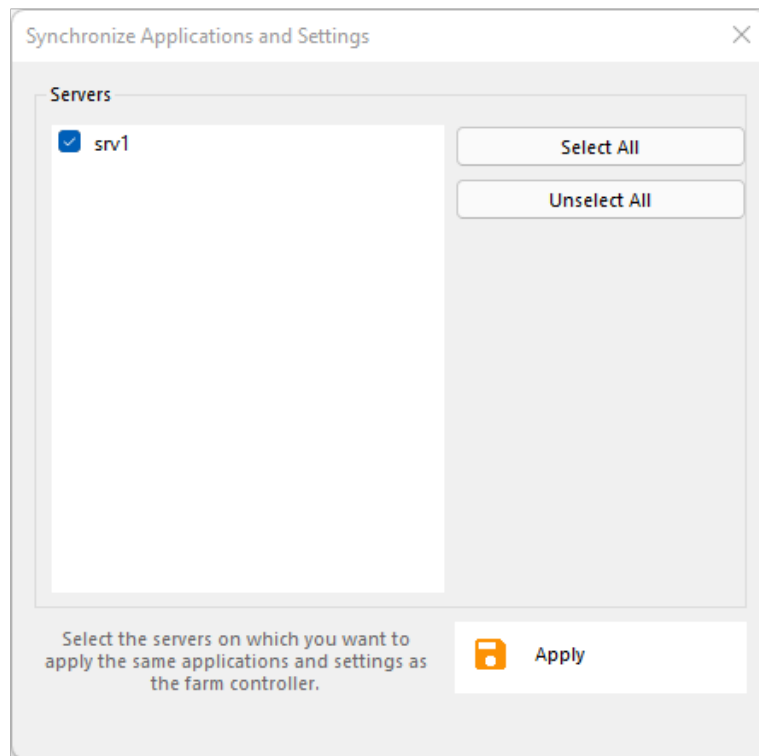 Synchronize Applications and Settings
Servers
srv1
Select All
Unselect All
Select the servers on which you want to
apply the same applications and settings as
the farm controller.
Apply